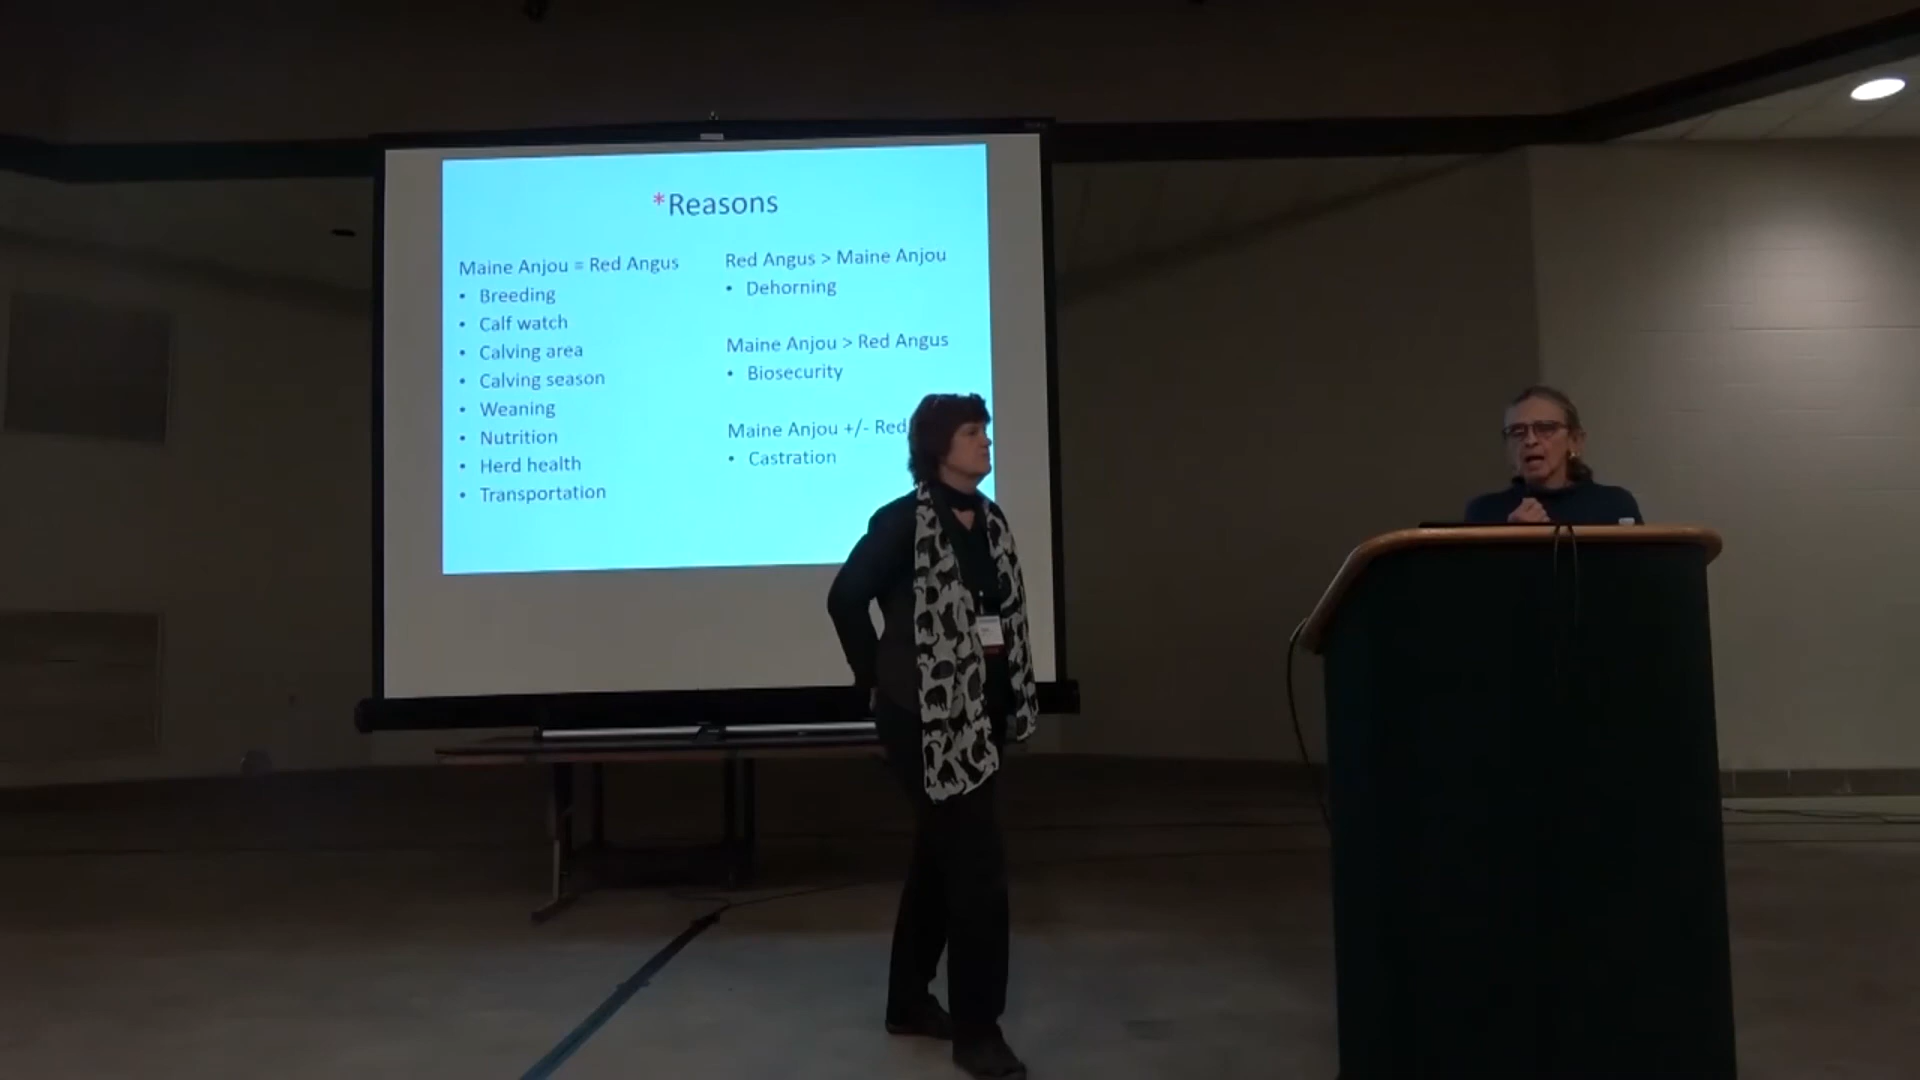 *Reasons
Maine Anjou = Red Angus
• Breeding
• Calf watch
• Calving area
• Calving season
• Weaning
• Nutrition
• Herd health
• Transportation
Red Angus > Maine Anjou
• Dehorning
Maine Anjou > Red Angus
• Biosecurity
Maine Anjou +/- Red
• Castration